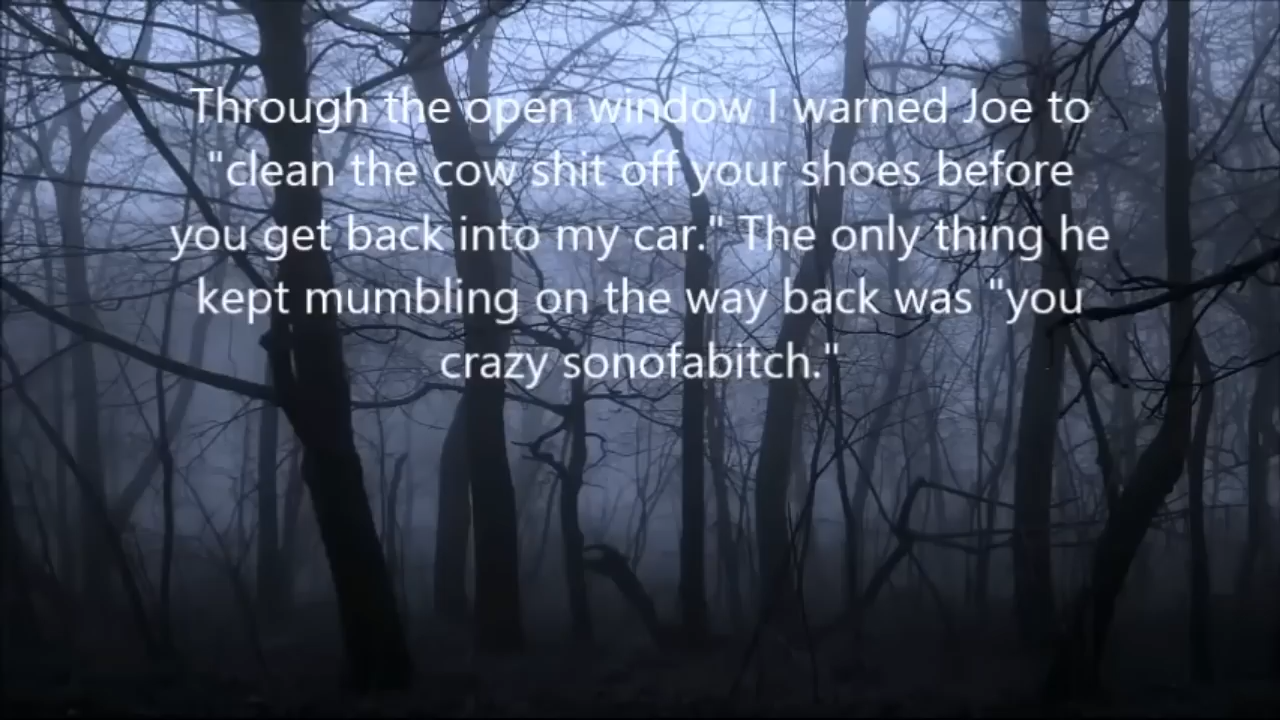 Through the open window I warned Joe to
"clean the cow shit off your shoes before
you get back into my car." The only thing he
kept mumbling on the way back was "you
crazy sonofabitch."